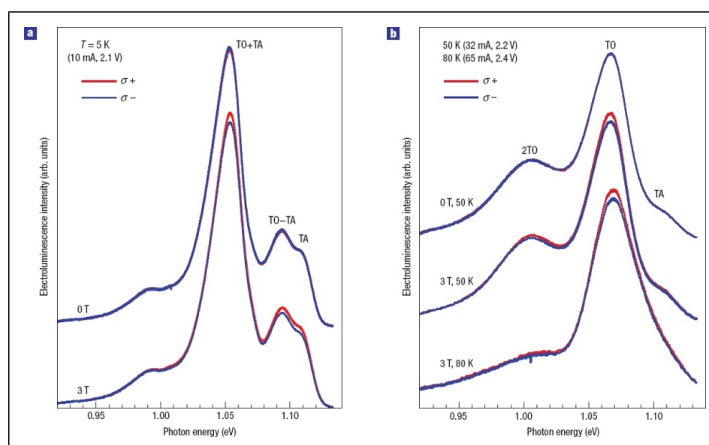 a
T = 5 K
(10 mA, 2.1 V)
σ+
σ−
TO+TA
TO−TA
TA
0 T
3 T
Electroluminescence intensity (arb. units)
0.95 1.00 1.05 1.10
Photon energy (eV)
b
50 K (32 mA, 2.2 V)
80 K (65 mA, 2.4 V)
σ+
σ−
TO
2TO
TA
0 T, 50 K
3 T, 50 K
3 T, 80 K
Electroluminescence intensity (arb. units)
0.95 1.00 1.05 1.10
Photon energy (eV)